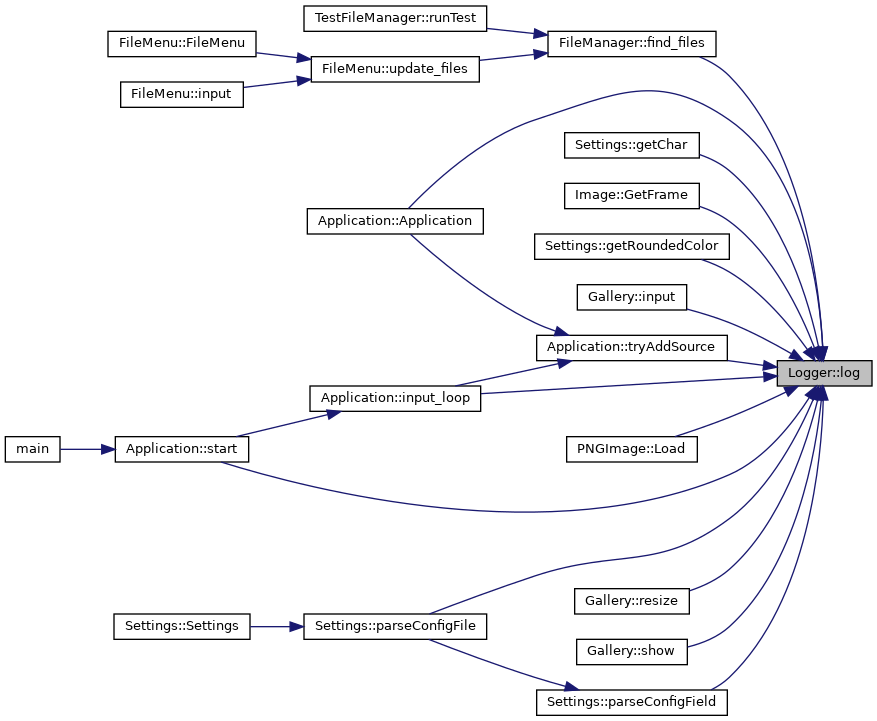 TestFileManager::runTest
FileMenu::FileMenu
FileManager::find_files
FileMenu::update_files
FileMenu::input
Settings::getChar
Image::GetFrame
Application::Application
Settings::getRoundedColor
Gallery::input
Application::tryAddSource
Logger::log
Application::input_loop
main
Application::start
PNGImage::Load
Gallery::resize
Settings::Settings
Settings::parseConfigFile
Gallery::show
Settings::parseConfigField